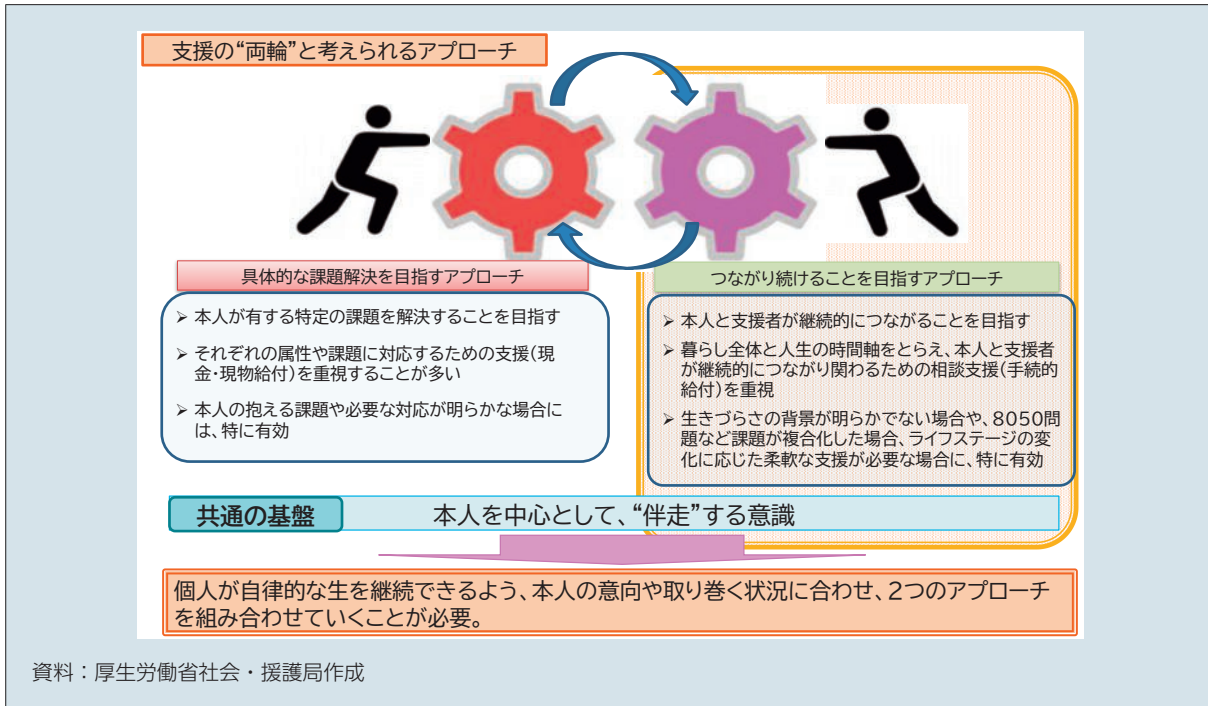 支援の“両輪”と考えられるアプローチ
具体的な課題解決を目指すアプローチ
➢ 本人が有する特定の課題を解決することを目指す
➢ それぞれの属性や課題に対応するための支援(現
金・現物給付)を重視することが多い
➢ 本人の抱える課題や必要な対応が明らかな場合に
は、特に有効
つながり続けることを目指すアプローチ
➢ 本人と支援者が継続的につながることを目指す
➢ 暮らし全体と人生の時間軸をとらえ、本人と支援者
が継続的につながり関わるための相談支援(手続的
給付)を重視
➢ 生きづらさの背景が明らかでない場合や、8050問
題など課題が複合化した場合、ライフステージの変
化に応じた柔軟な支援が必要な場合に、特に有効
共通の基盤
本人を中心として、“伴走”する意識
個人が自律的な生を継続できるよう、本人の意向や取り巻く状況に合わせ、2つのアプローチ
を組み合わせていくことが必要。
資料：厚生労働省社会・援護局作成